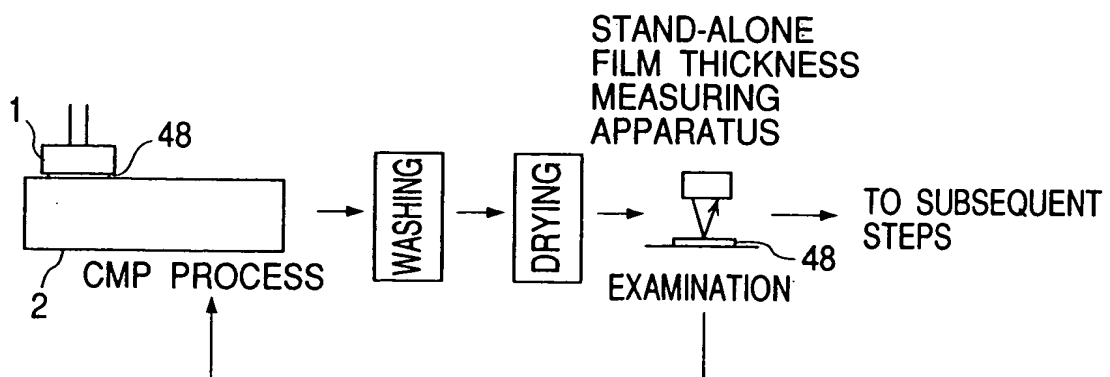 STAND-ALONE
FILM THICKNESS
MEASURING
APPARATUS
1
48
WASHING
DRYING
TO SUBSEQUENT
STEPS
48
2
CMP PROCESS
EXAMINATION